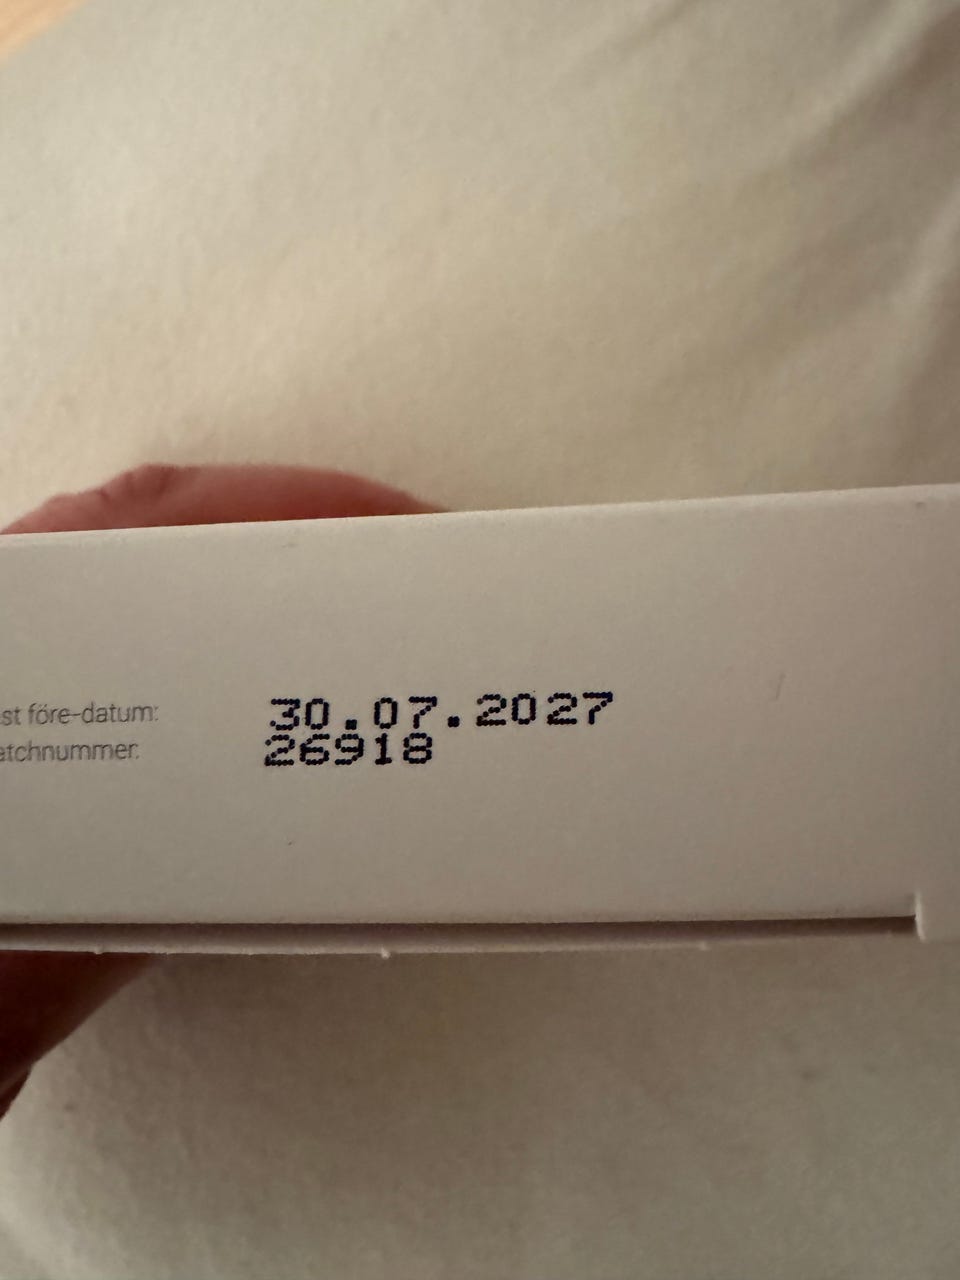 st före-datum: 30.07.2027
atchnummer: 26918